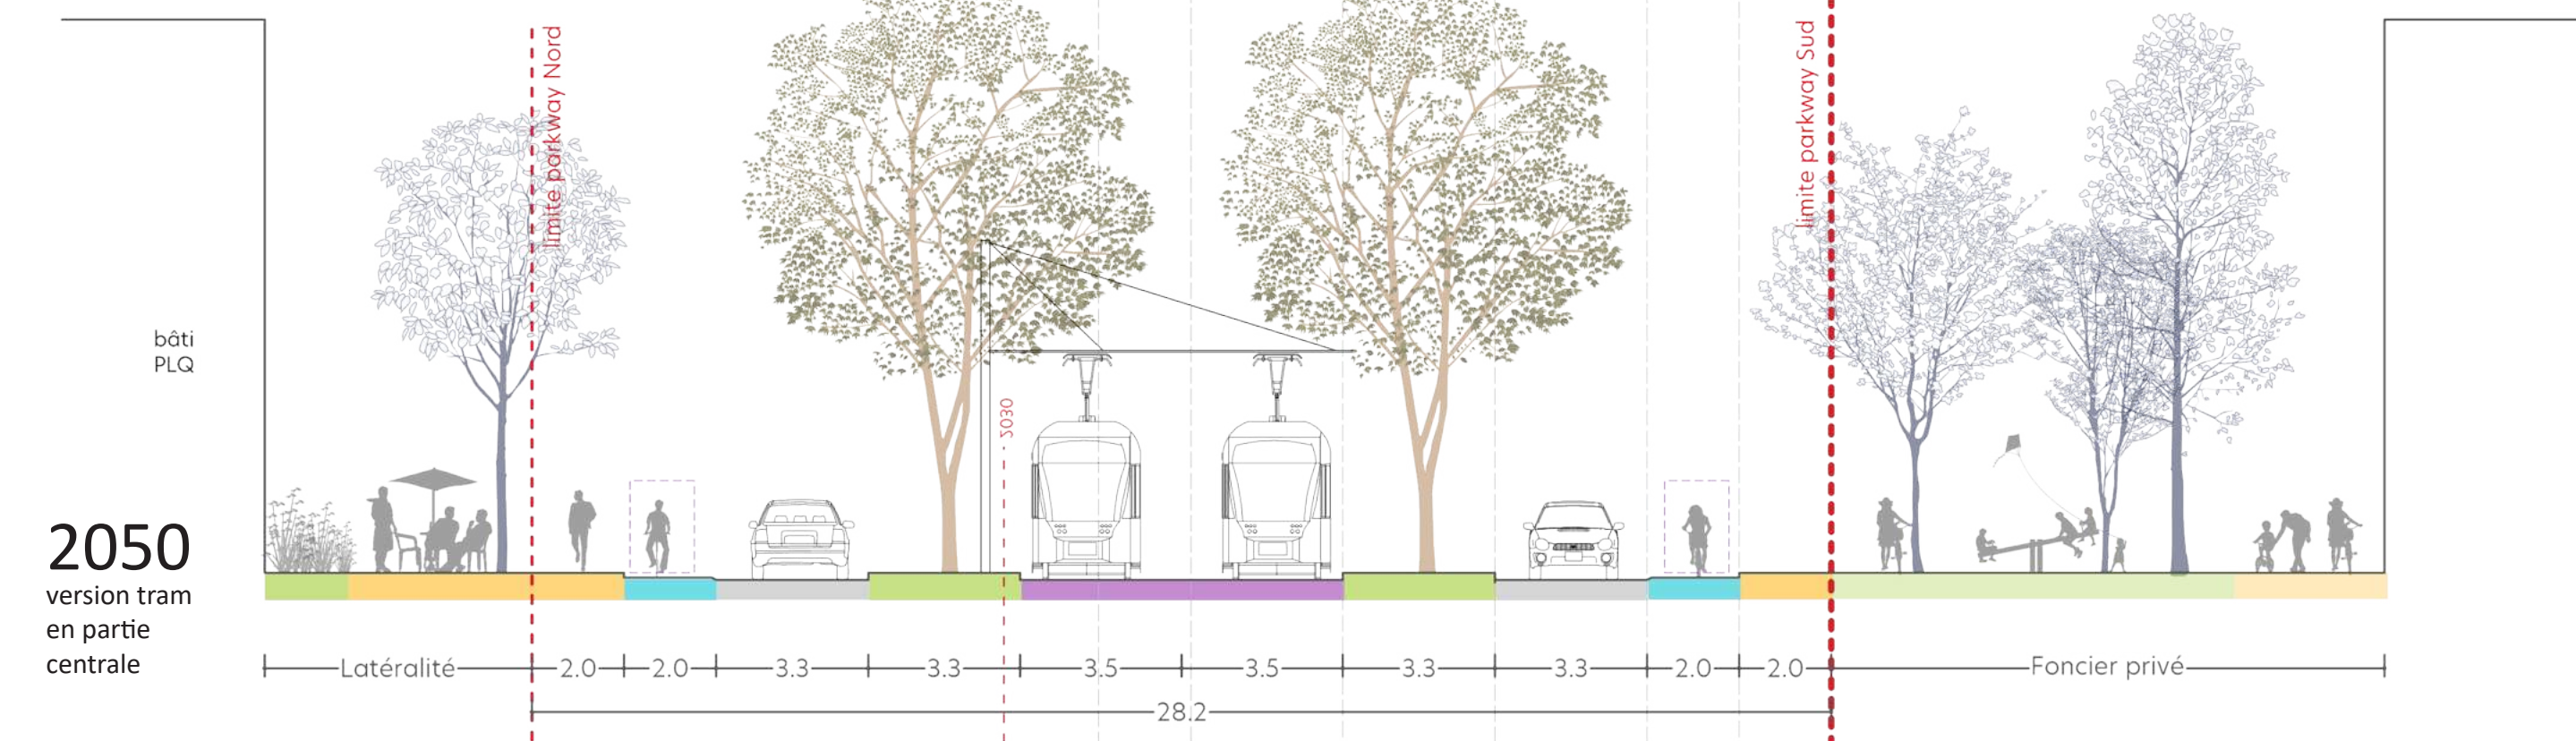 limite parkway Nord
limite parkway Sud
bâti
PLQ
2030
2050
version tram
en partie
centrale
Latéralité 2.0 2.0 3.3 3.3 3.5 3.5 3.3 3.3 2.0 2.0 Foncier privé
28.2